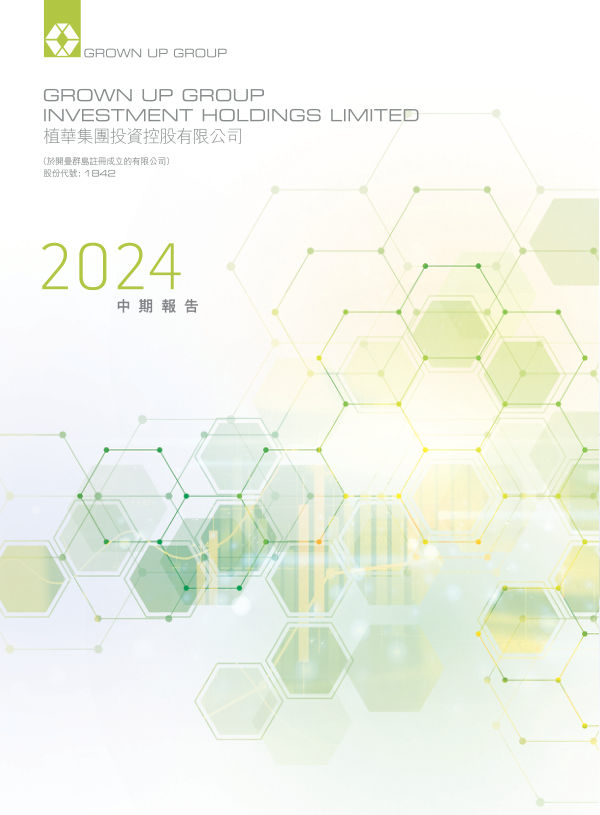 GROWN UP GROUP
GROWN UP GROUP
INVESTMENT HOLDINGS LIMITED
植華集團投資控股有限公司
(於開曼群島註冊成立的有限公司)
股份代號: 1842
2024
中期報告